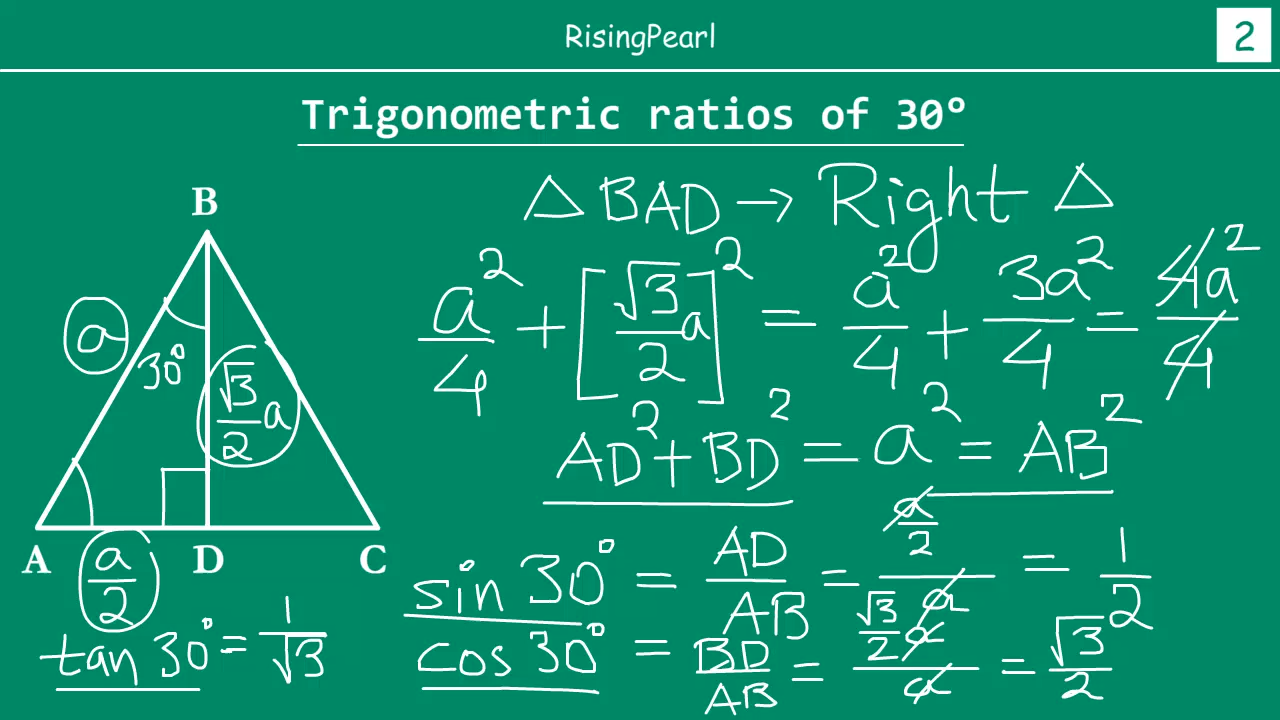 RisingPearl
2
Trigonometric ratios of 30°
△ BAD → Right △
B
a²/4 + [√3/2 a]² = a²/4 + 3a²/4 = 4a²/4
a
30°
√3/2 a
AD² + BD² = a² = AB²
A D C
a/2
sin 30° = AD/AB = a/2/a = 1/2
tan 30° = 1/√3
cos 30° = BD/AB = √3/2 a/a = √3/2